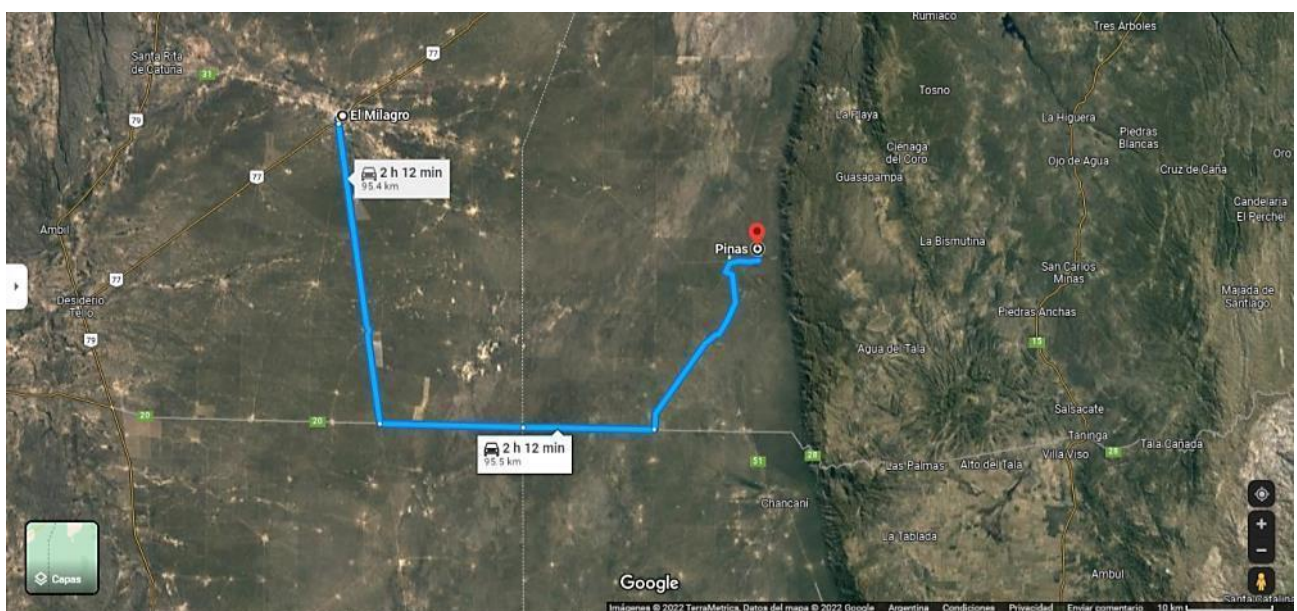 Rumiaco
Tres Arboles
77
Santa Rita
de Catuna
31
Tosno
79
El Milagro
La Playa
La Higuera
Piedras
Blancas
Cienaga
del Coro
Ojo de Agua
Oro
Cruz de Caña
2 h 12 min
95.4 km
77
Guasapampa
Candelaria
El Perchel
Ambil
La Bismutina
Pinas
San Carlos
Minas
77
Majada de
Santiago
Desiderio
Tello
Piedras Anchas
79
Agua del Tala
15
20
20
Salsacate
Taninga
Tala Cañada
2 h 12 min
95.5 km
51
28
Las Palmas
Alto del Tala
Villa Viso
28
Chancaní
La Tablada
Capas
Google
Ambul
Santa Catalina
Imágenes © 2022 TerraMetrics, Datos del mapa © 2022 Google Argentina Condiciones Privacidad Enviar comentario 10 km